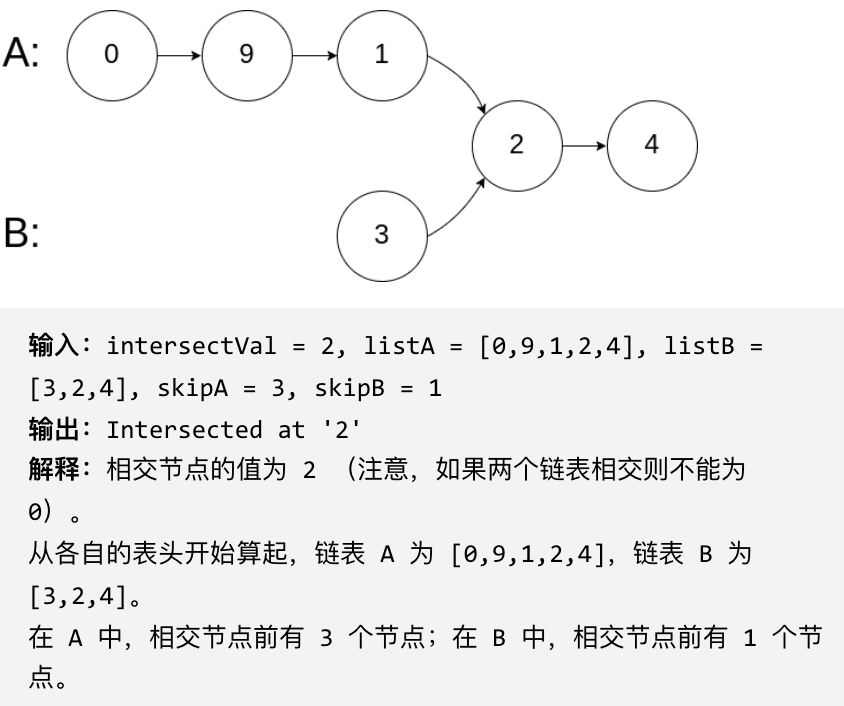 A:
0
9
1
2
4
B:
3
输入：intersectVal = 2, listA = [0,9,1,2,4], listB =
[3,2,4], skipA = 3, skipB = 1
输出：Intersected at '2'
解释：相交节点的值为 2 （注意，如果两个链表相交则不能为
0）。
从各自的表头开始算起，链表 A 为 [0,9,1,2,4]，链表 B 为
[3,2,4]。
在 A 中，相交节点前有 3 个节点；在 B 中，相交节点前有 1 个节
点。